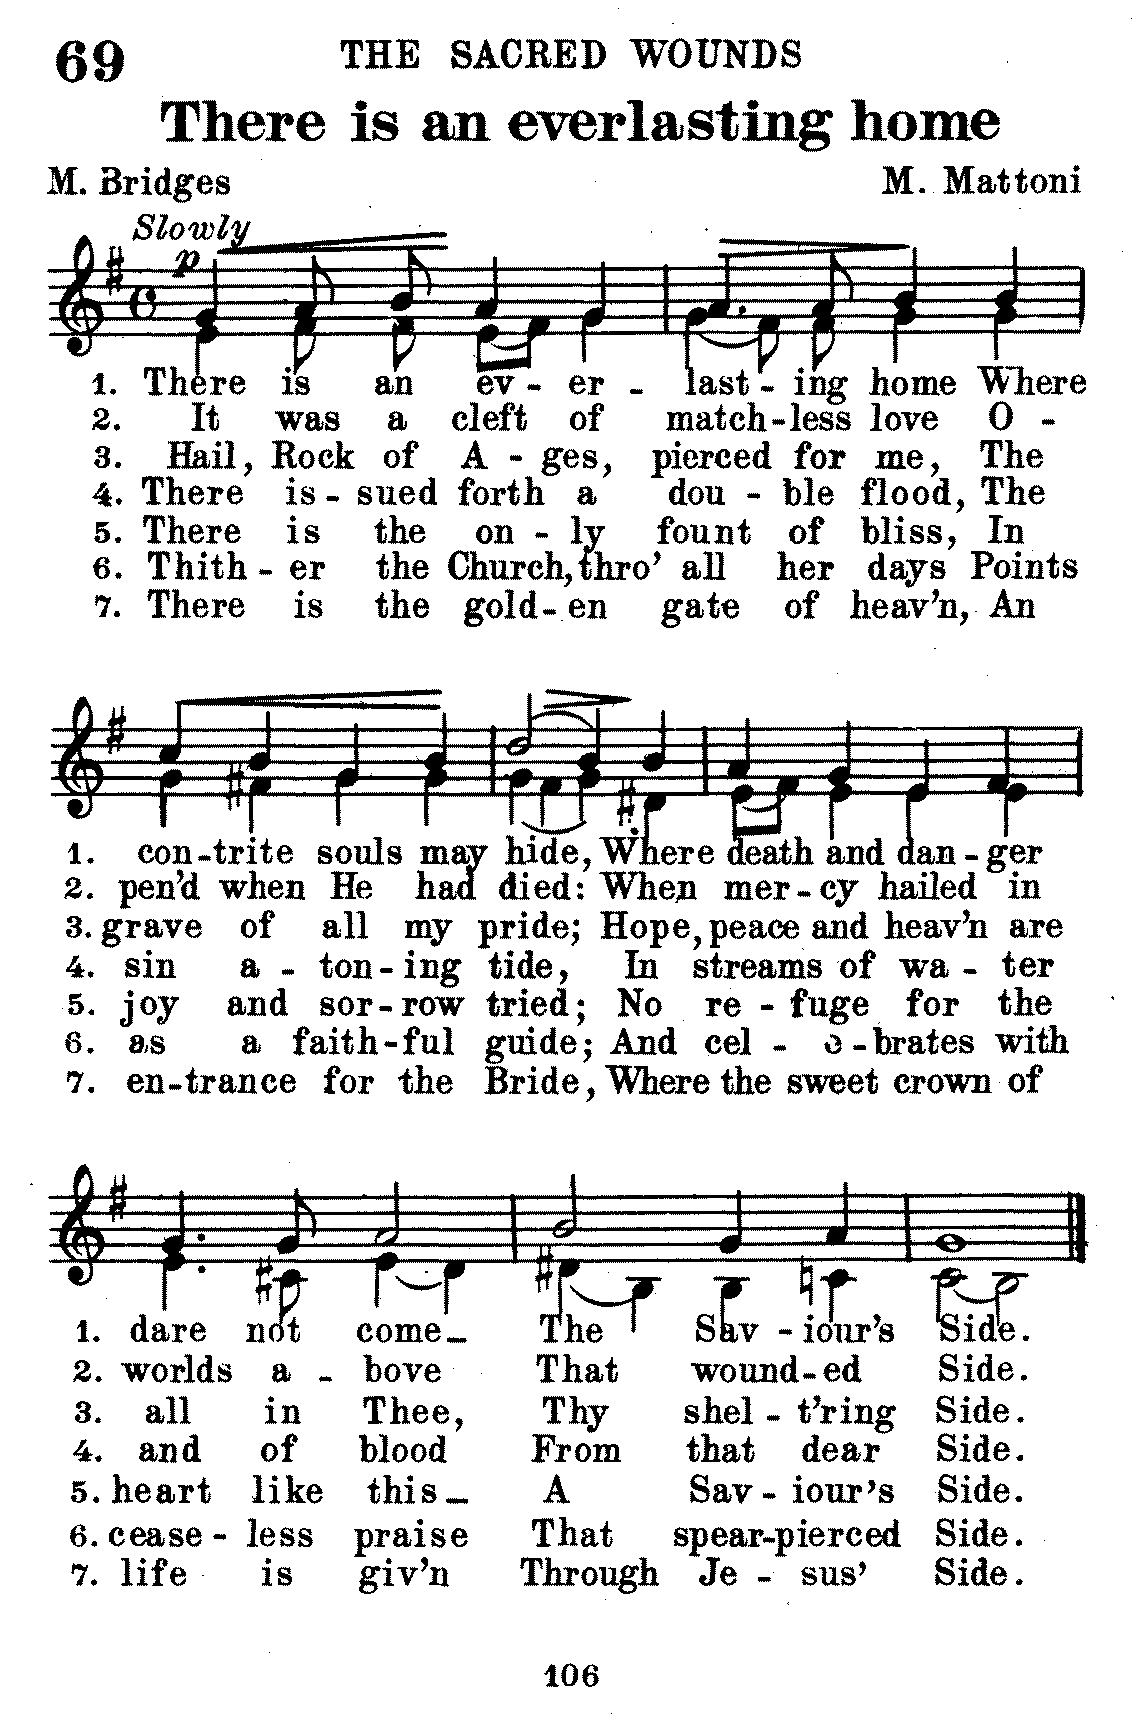 69 THE SACRED WOUNDS
There is an everlasting home
M. Bridges M. Mattoni
Slowly
p
1. There is an ev - er - last - ing home Where
2. It was a cleft of match-less love O -
3. Hail, Rock of A - ges, pierced for me, The
4. There is - sued forth a dou - ble flood, The
5. There is the on - ly fount of bliss, In
6. Thith - er the Church, thro' all her days Points
7. There is the gold - en gate of heav'n, An
1. con-trite souls may hide, Where death and dan - ger
2. pen'd when He had died: When mer - cy hailed in
3. grave of all my pride; Hope, peace and heav'n are
4. sin a - ton - ing tide, In streams of wa - ter
5. joy and sor - row tried; No re - fuge for the
6. as a faith-ful guide; And cel - e - brates with
7. en-trance for the Bride, Where the sweet crown of
1. dare not come_ The Sav - iour's Side.
2. worlds a - bove That wound-ed Side.
3. all in Thee, Thy shel - t'ring Side.
4. and of blood From that dear Side.
5. heart like this_ A Sav - iour's Side.
6. cease - less praise That spear-pierced Side.
7. life is giv'n Through Je - sus' Side.
106